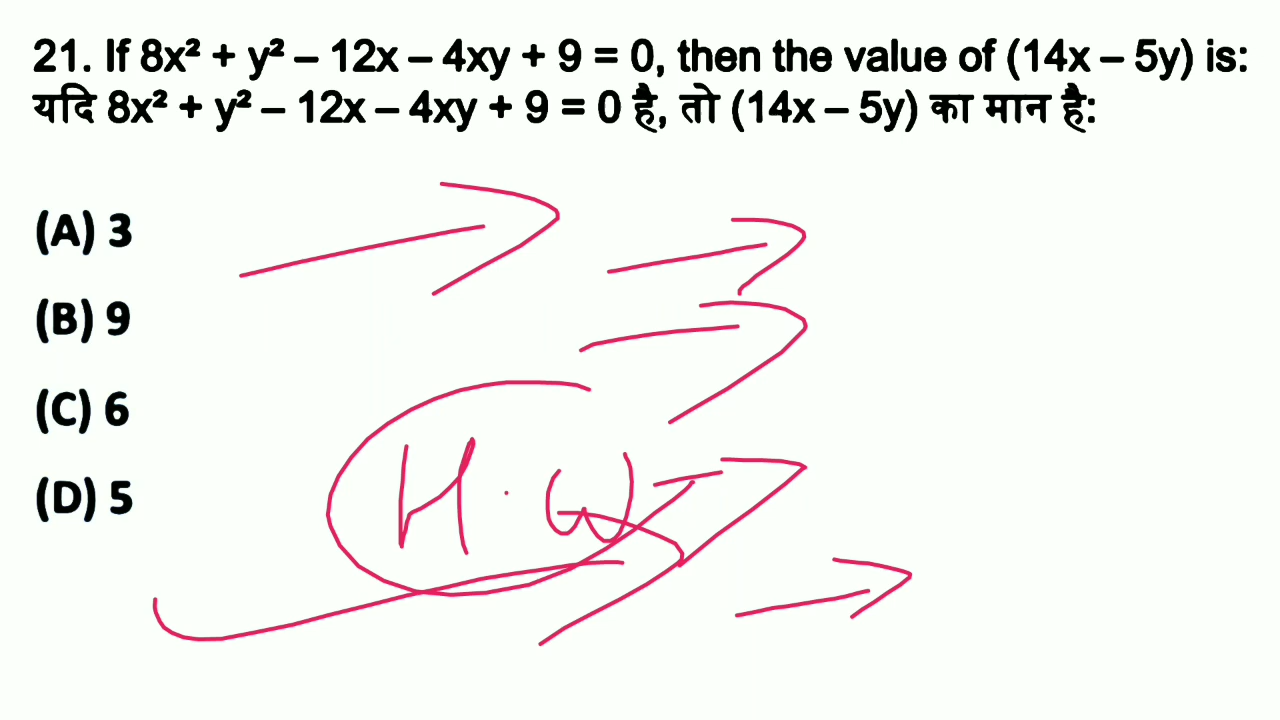 21. If 8x² + y² – 12x – 4xy + 9 = 0, then the value of (14x – 5y) is:
यदि 8x² + y² – 12x – 4xy + 9 = 0 है, तो (14x – 5y) का मान है:
(A) 3
(B) 9
(C) 6
H.W
(D) 5